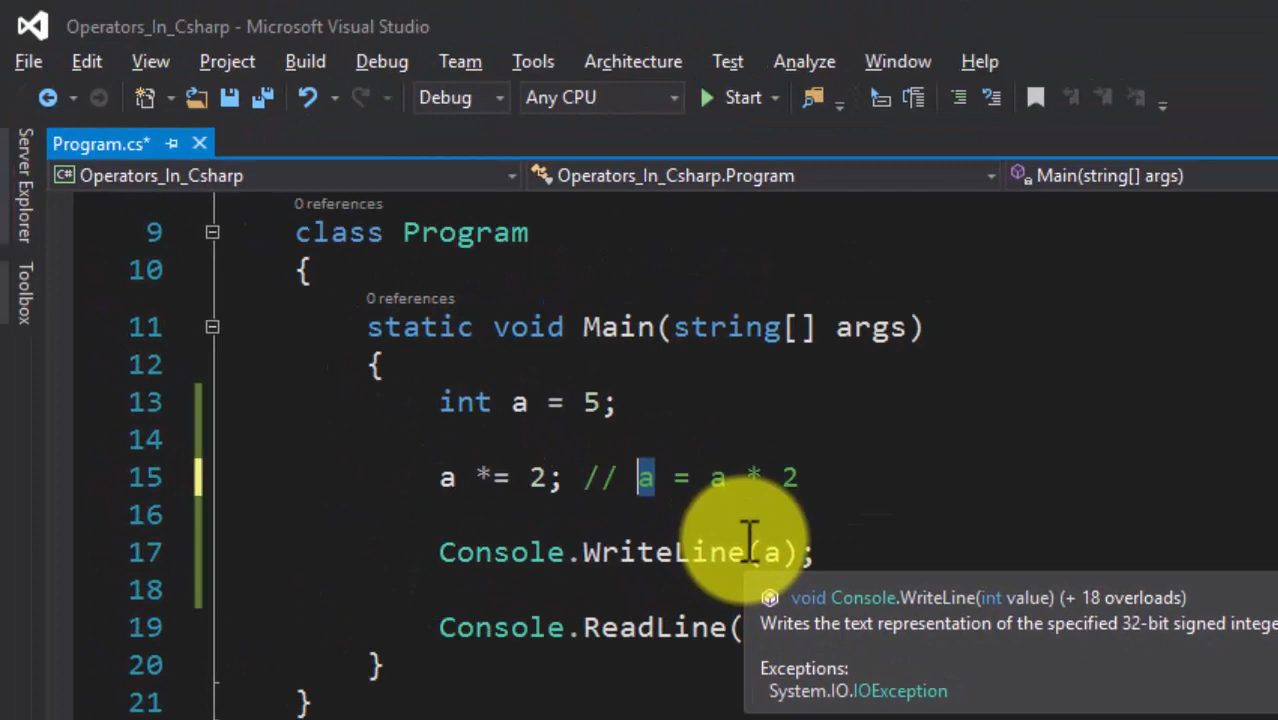 Operators_In_Csharp - Microsoft Visual Studio
File Edit View Project Build Debug Team Tools Architecture Test Analyze Window Help
Debug Any CPU Start
Server Explorer
Toolbox
Program.cs*
C# Operators_In_Csharp Operators_In_Csharp.Program Main(string[] args)
0 references
9 class Program
10 {
0 references
11 static void Main(string[] args)
12 {
13 int a = 5;
14
15 a *= 2; // a = a * 2
16
17 Console.WriteLine(a);
18
void Console.WriteLine(int value) (+ 18 overloads)
Writes the text representation of the specified 32-bit signed intege
Exceptions:
System.IO.IOException
19 Console.ReadLine(
20 }
21 }